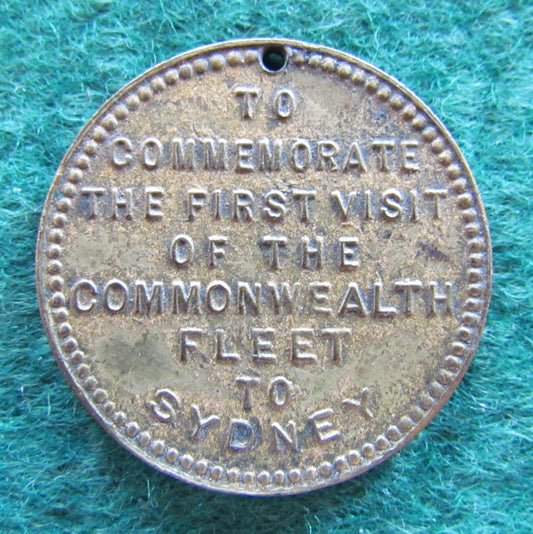 TO
COMMEMORATE
THE FIRST VISIT
OF THE
COMMONWEALTH
FLEET
TO
SYDNEY